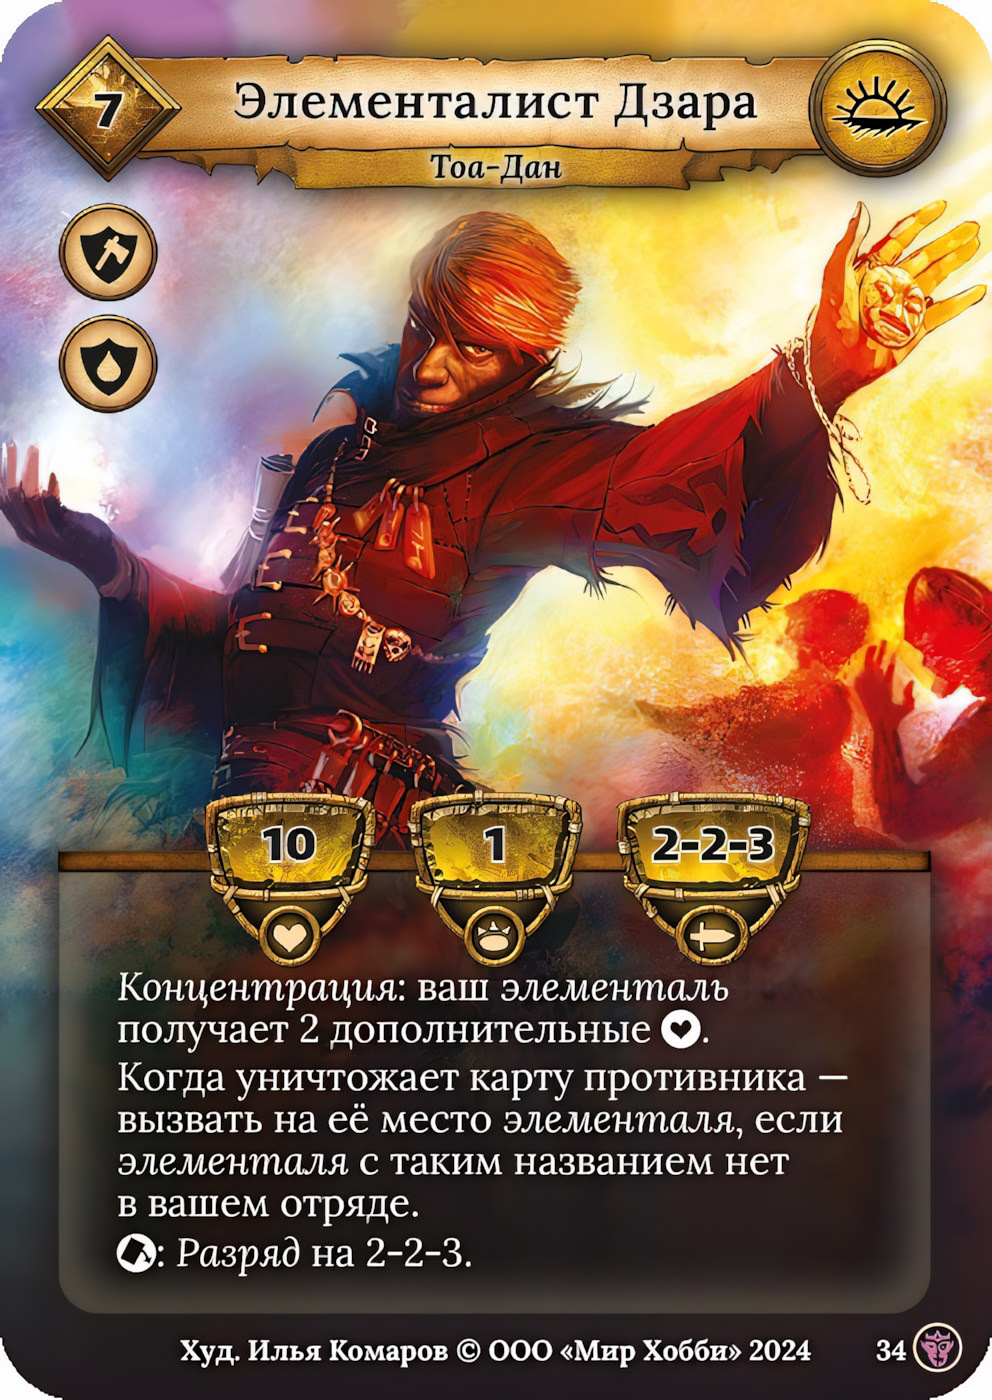 7
Элементалист Дзара
Тоа-Дан
10
1
2-2-3
Концентрация: ваш элементаль
получает 2 дополнительные .
Когда уничтожает карту противника —
вызвать на её место элементаля, если
элементаля с таким названием нет
в вашем отряде.
: Разряд на 2-2-3.
Худ. Илья Комаров © ООО «Мир Хобби» 2024
34